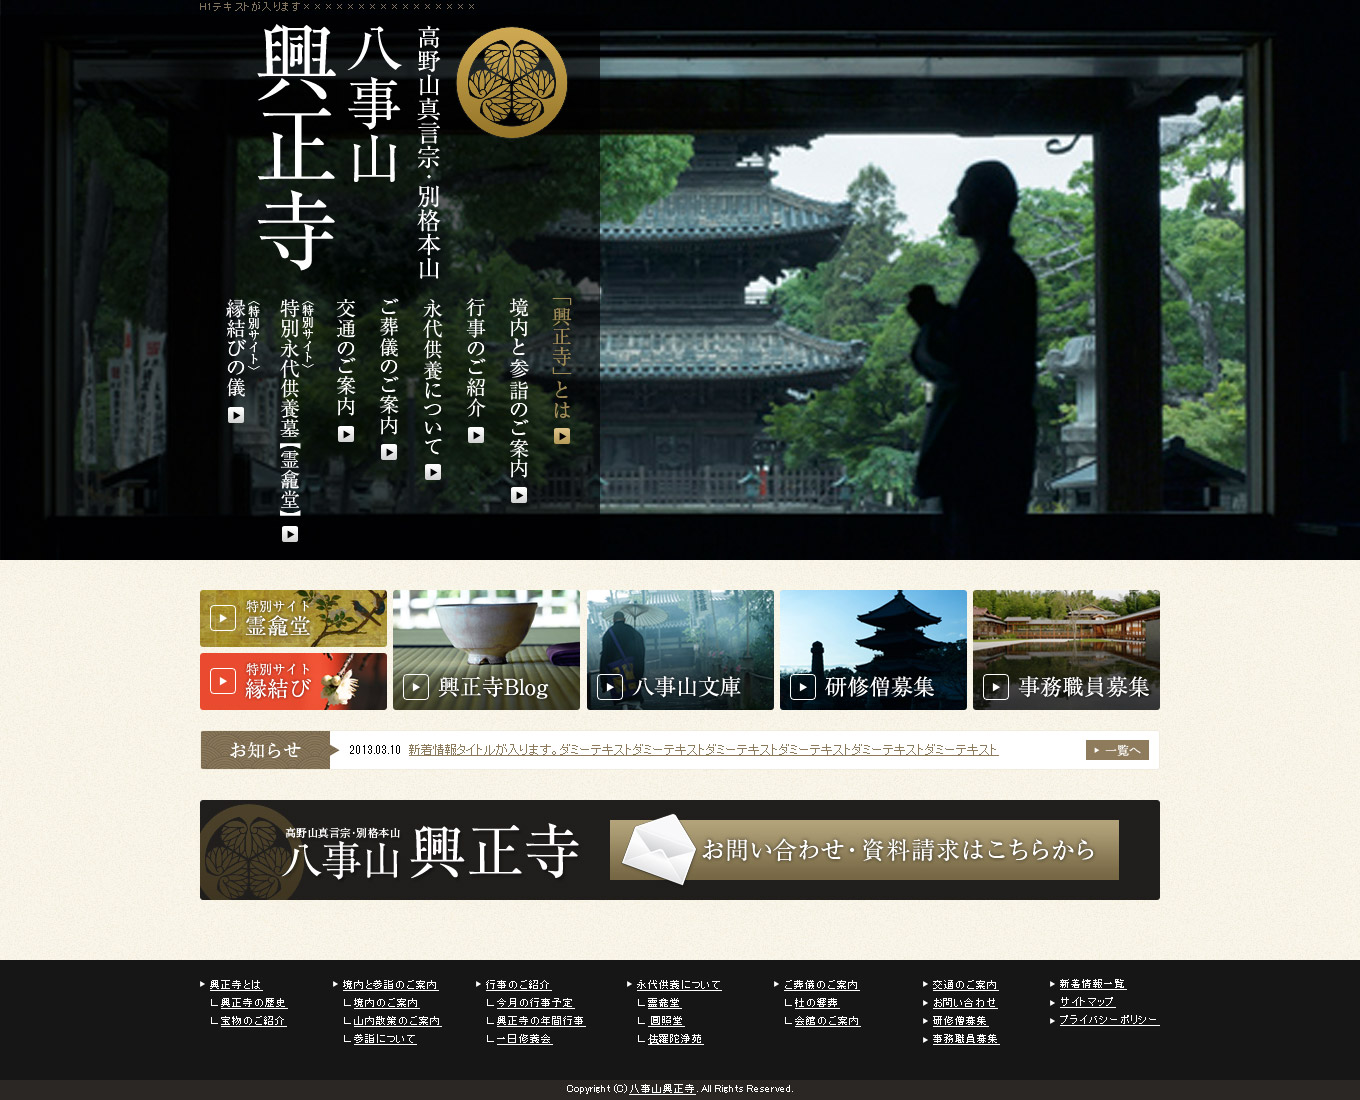 H1テキストが入ります××××××××××××××××
高野山真言宗・別格本山
八事山
興正寺
「興正寺」とは
境内と参詣のご案内
行事のご紹介
永代供養について
ご葬儀のご案内
交通のご案内
〈特別サイト〉
特別永代供養墓【霊龕堂】
〈特別サイト〉
縁結びの儀
特別サイト
霊龕堂
特別サイト
縁結び
興正寺Blog
八事山文庫
研修僧募集
事務職員募集
お知らせ
2013.03.10 新着情報タイトルが入ります。ダミーテキストダミーテキストダミーテキストダミーテキストダミーテキストダミーテキスト
一覧へ
高野山真言宗・別格本山
八事山 興正寺
お問い合わせ・資料請求はこちらから
興正寺とは
興正寺の歴史
宝物のご紹介
境内と参詣のご案内
境内のご案内
山内散策のご案内
参詣について
行事のご紹介
今月の行事予定
興正寺の年間行事
一日修養会
永代供養について
霊龕堂
圓照堂
佉羅陀浄苑
ご葬儀のご案内
杜の響葬
会館のご案内
交通のご案内
お問い合わせ
研修僧募集
事務職員募集
新着情報一覧
サイトマップ
プライバシーポリシー
Copyright (C) 八事山興正寺. All Rights Reserved.